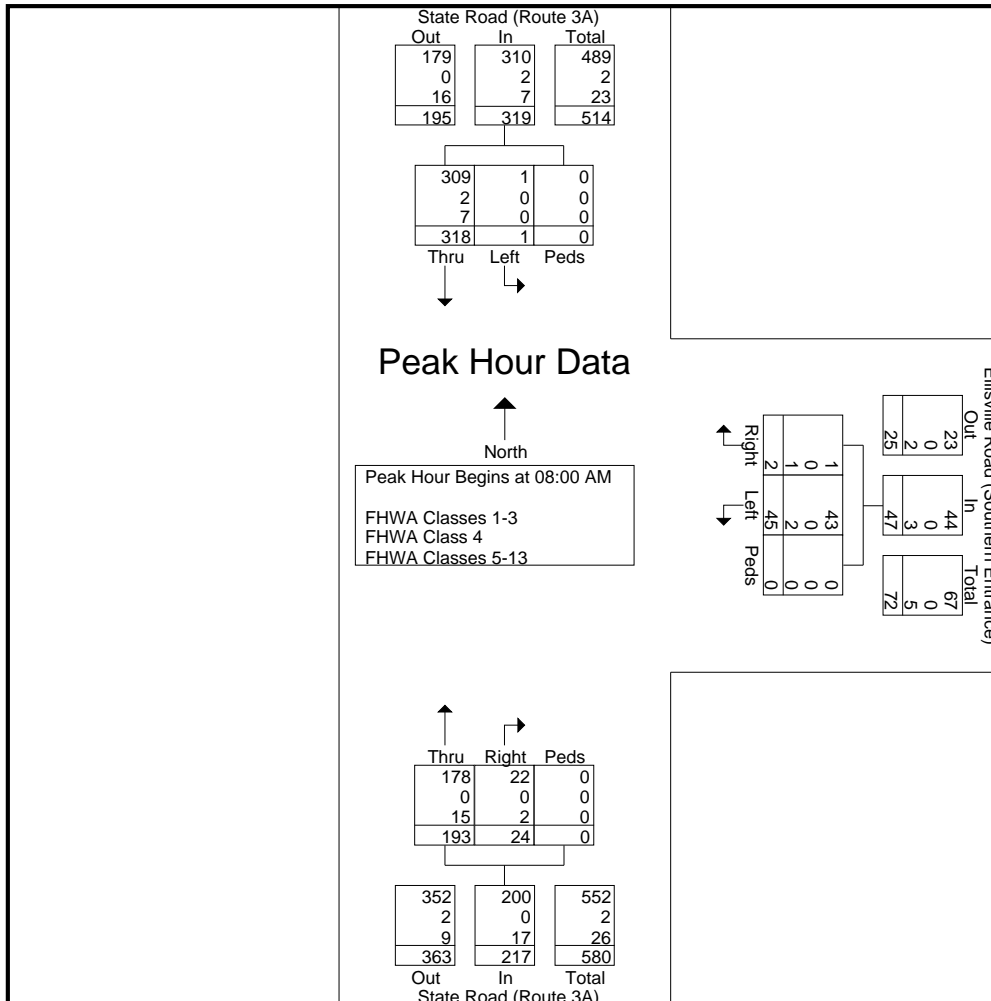 State Road (Route 3A)
Out In Total
179 310 489
0 2 2
16 7 23
195 319 514
309 1 0
2 0 0
7 0 0
318 1 0
Thru Left Peds
Peak Hour Data
North
Peak Hour Begins at 08:00 AM
FHWA Classes 1-3
FHWA Class 4
FHWA Classes 5-13
Ellisville Road (Southern Entrance)
Out In Total
23 44 67
0 0 0
2 3 5
25 47 72
1 43 0
0 0 0
1 2 0
2 45 0
Right Left Peds
Thru Right Peds
178 22 0
0 0 0
15 2 0
193 24 0
352 200 552
2 0 2
9 17 26
363 217 580
Out In Total
State Road (Route 3A)